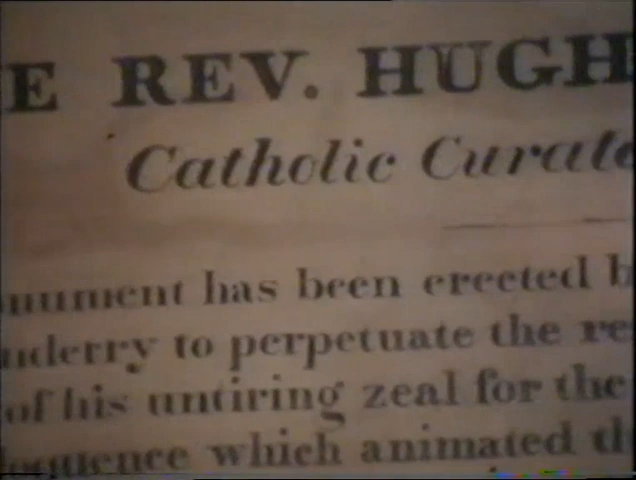 E REV. HUGH
Catholic Curate
nument has been erected b
nderry to perpetuate the re
of his untiring zeal for the
loquence which animated th